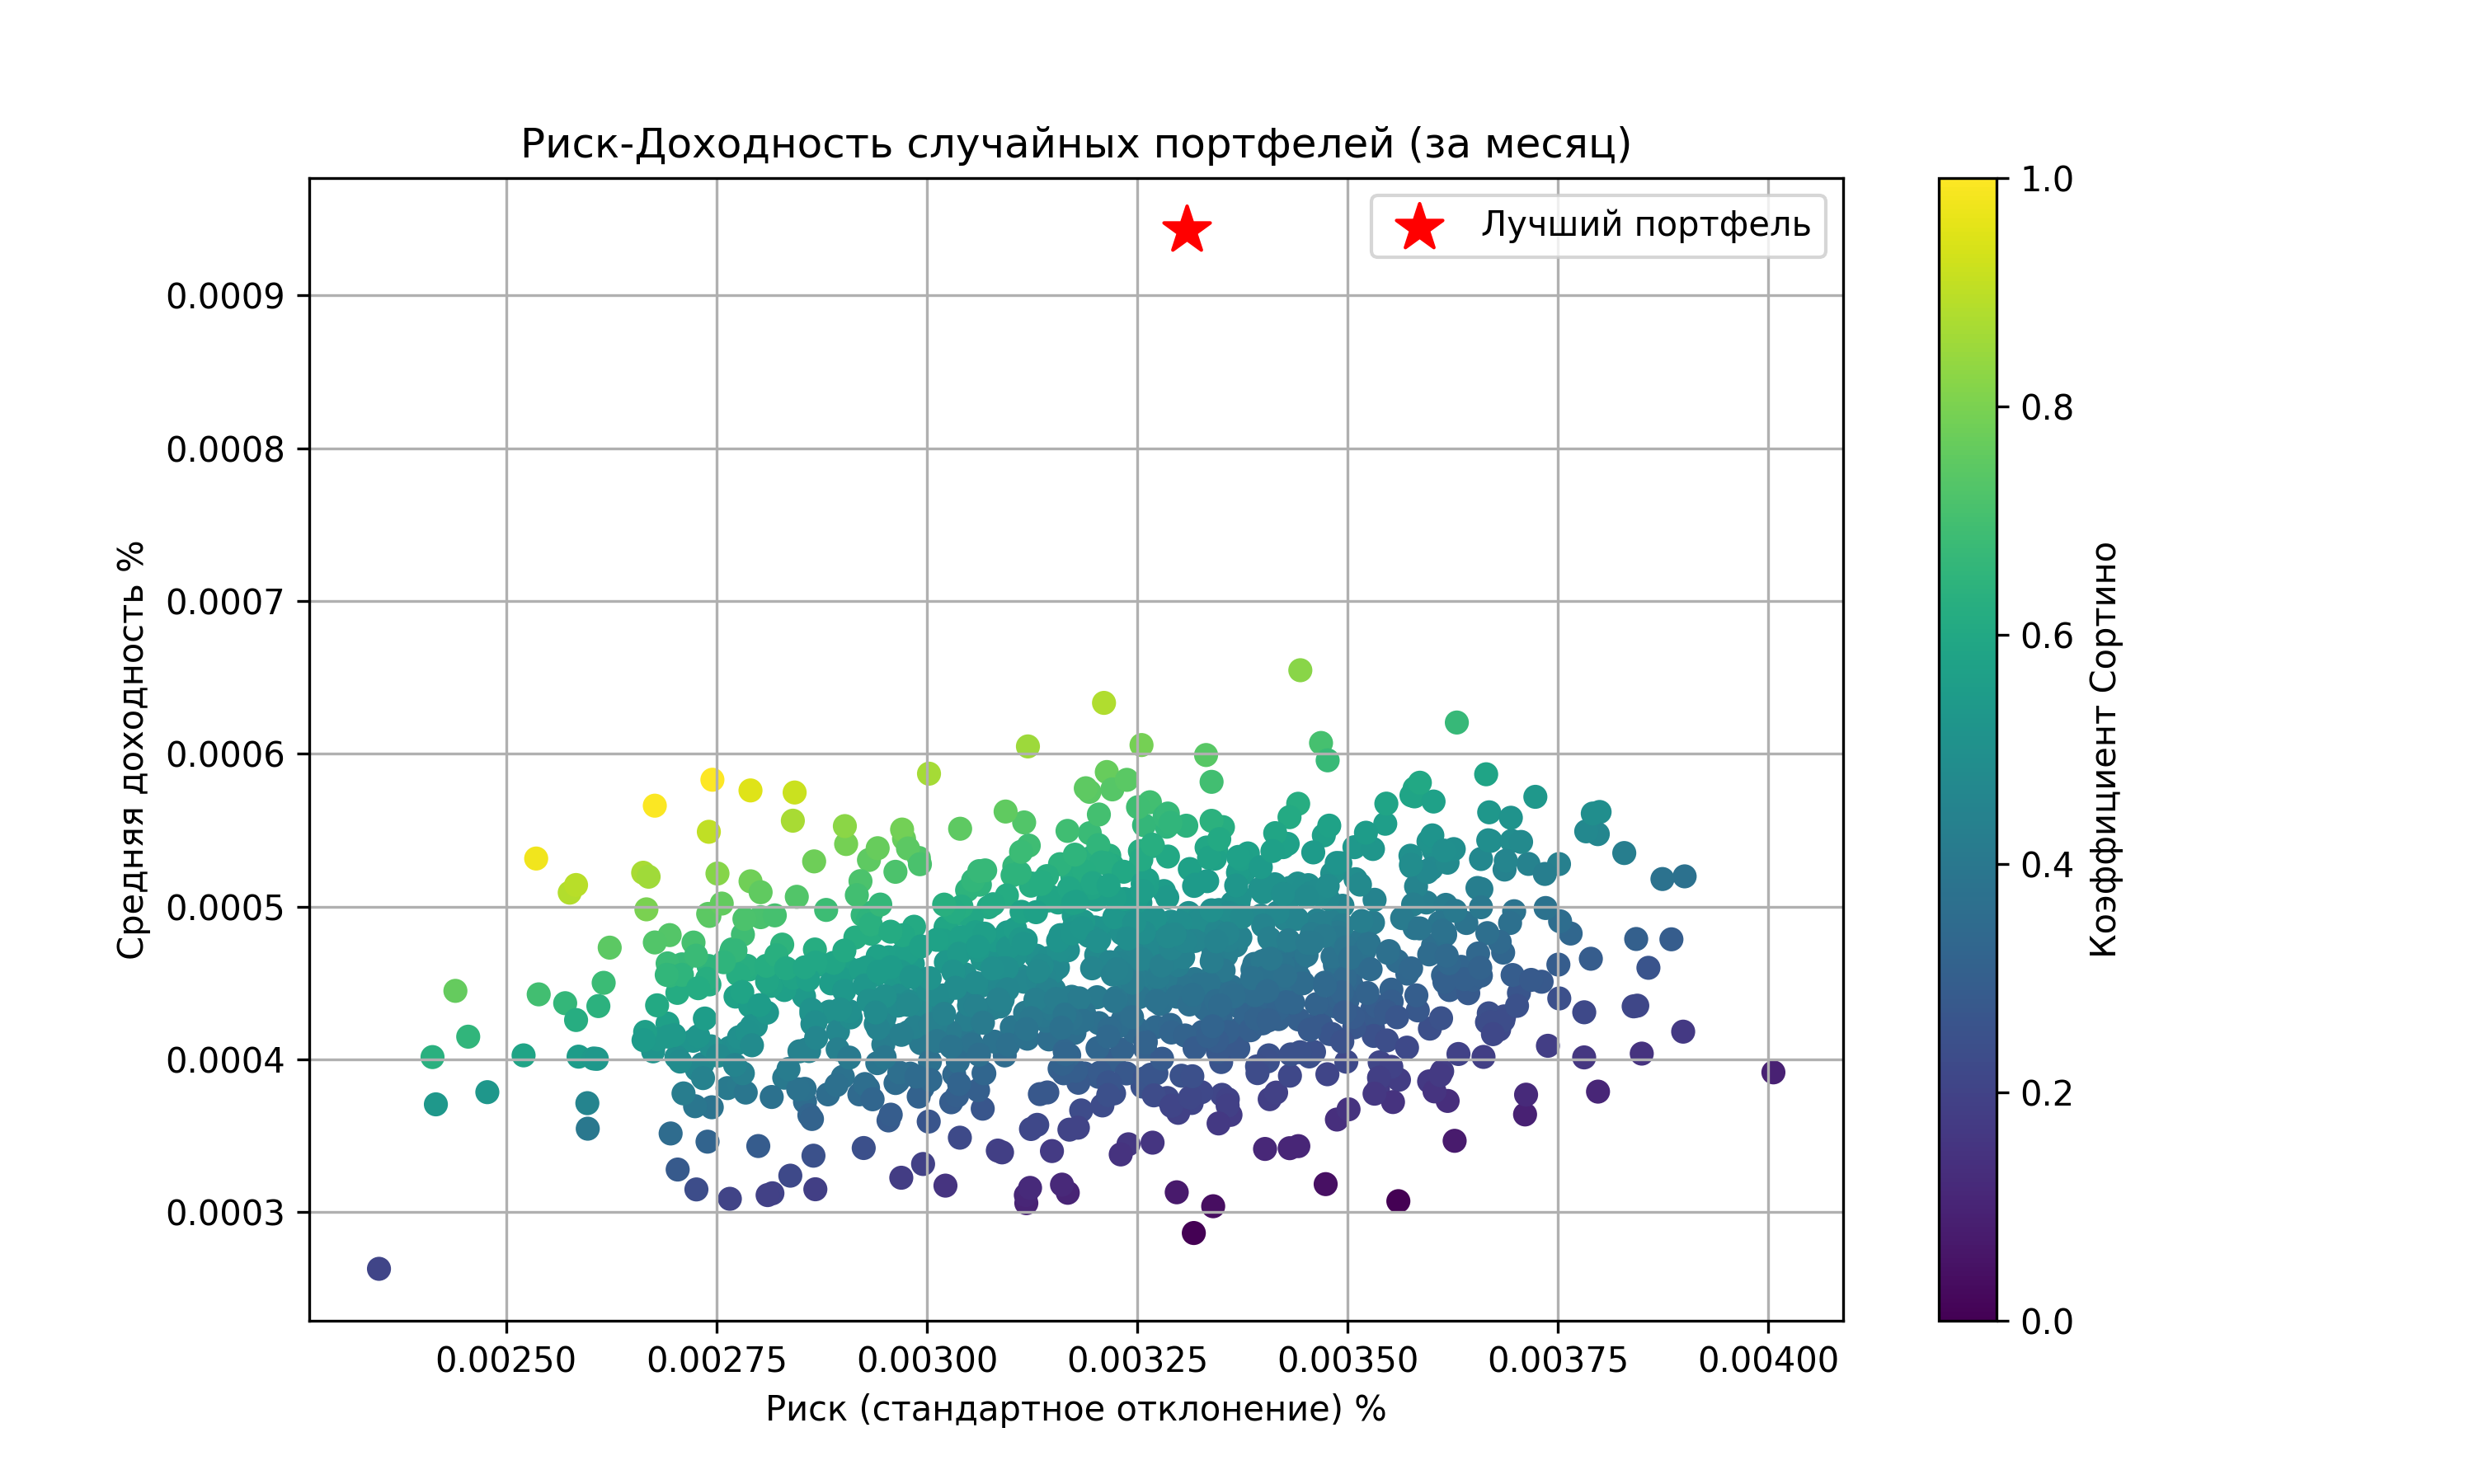 Риск-Доходность случайных портфелей (за месяц)
Лучший портфель
Средняя доходность %
0.0009
0.0008
0.0007
0.0006
0.0005
0.0004
0.0003
0.00250 0.00275 0.00300 0.00325 0.00350 0.00375 0.00400
Риск (стандартное отклонение) %
1.0
0.8
0.6
0.4
0.2
0.0
Коэффициент Сортино